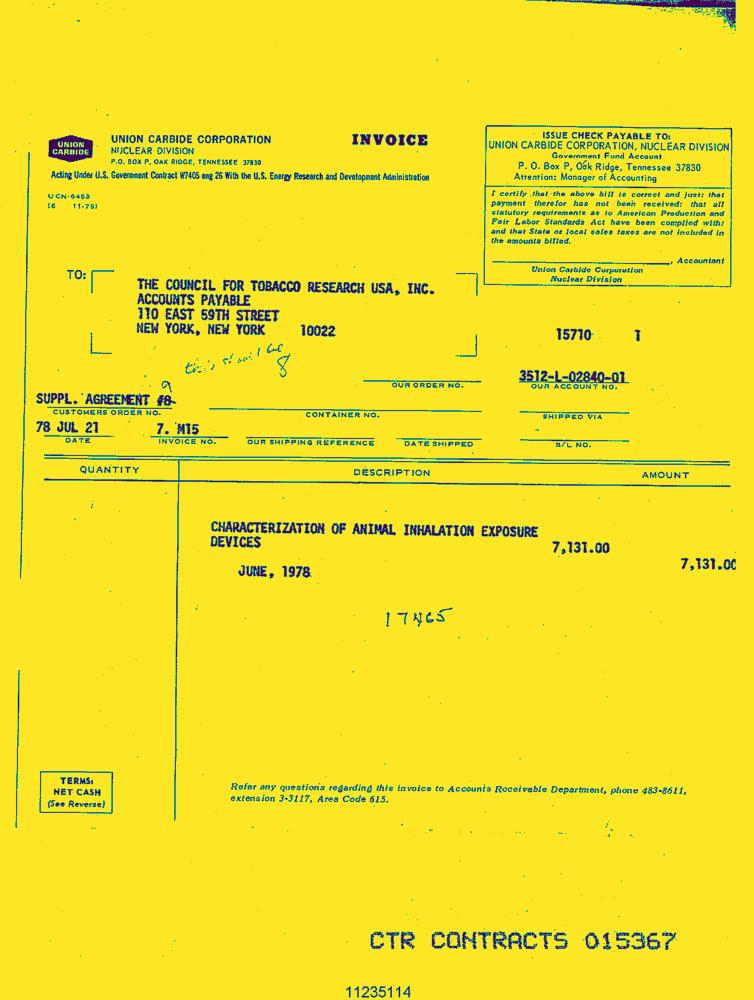 UNION CARBIDE
UNION CARBIDE CORPORATION
NUCLEAR DIVISION
P.O. BOX P, OAK RIDGE, TENNESSEE 37830
INVOICE
Acting Under U.S. Government Contract W7405 eng 26 With the U.S. Energy Research and Development Administration
UCN-6483
(6 11-76)
ISSUE CHECK PAYABLE TO:
UNION CARBIDE CORPORATION, NUCLEAR DIVISION
Government Fund Account
P. O. Box P, Oak Ridge, Tennessee 37830
Attention: Manager of Accounting
I certify that the above bill is correct and just; that
payment therefor has not been received; that all
statutory requirements as to American Production and
Fair Labor Standards Act have been complied with;
and that State or local sales taxes are not included in
the amounts billed.
, Accountant
Union Carbide Corporation
Nuclear Division
TO:
THE COUNCIL FOR TOBACCO RESEARCH USA, INC.
ACCOUNTS PAYABLE
110 EAST 59TH STREET
NEW YORK, NEW YORK 10022
15710 1
this should be
8
9
OUR ORDER NO.
3512-L-02840-01
OUR ACCOUNT NO.
SUPPL. AGREEMENT #8
CUSTOMERS ORDER NO.
CONTAINER NO.
SHIPPED VIA
78 JUL 21 7. M15
DATE INVOICE NO. OUR SHIPPING REFERENCE DATE SHIPPED B/L NO.
QUANTITY DESCRIPTION AMOUNT
CHARACTERIZATION OF ANIMAL INHALATION EXPOSURE
DEVICES 7,131.00
7,131.00
JUNE, 1978
17465
TERMS:
NET CASH
(See Reverse)
Refer any questions regarding this invoice to Accounts Receivable Department, phone 483-8611,
extension 3-3117, Area Code 615.
CTR CONTRACTS 015367
11235114